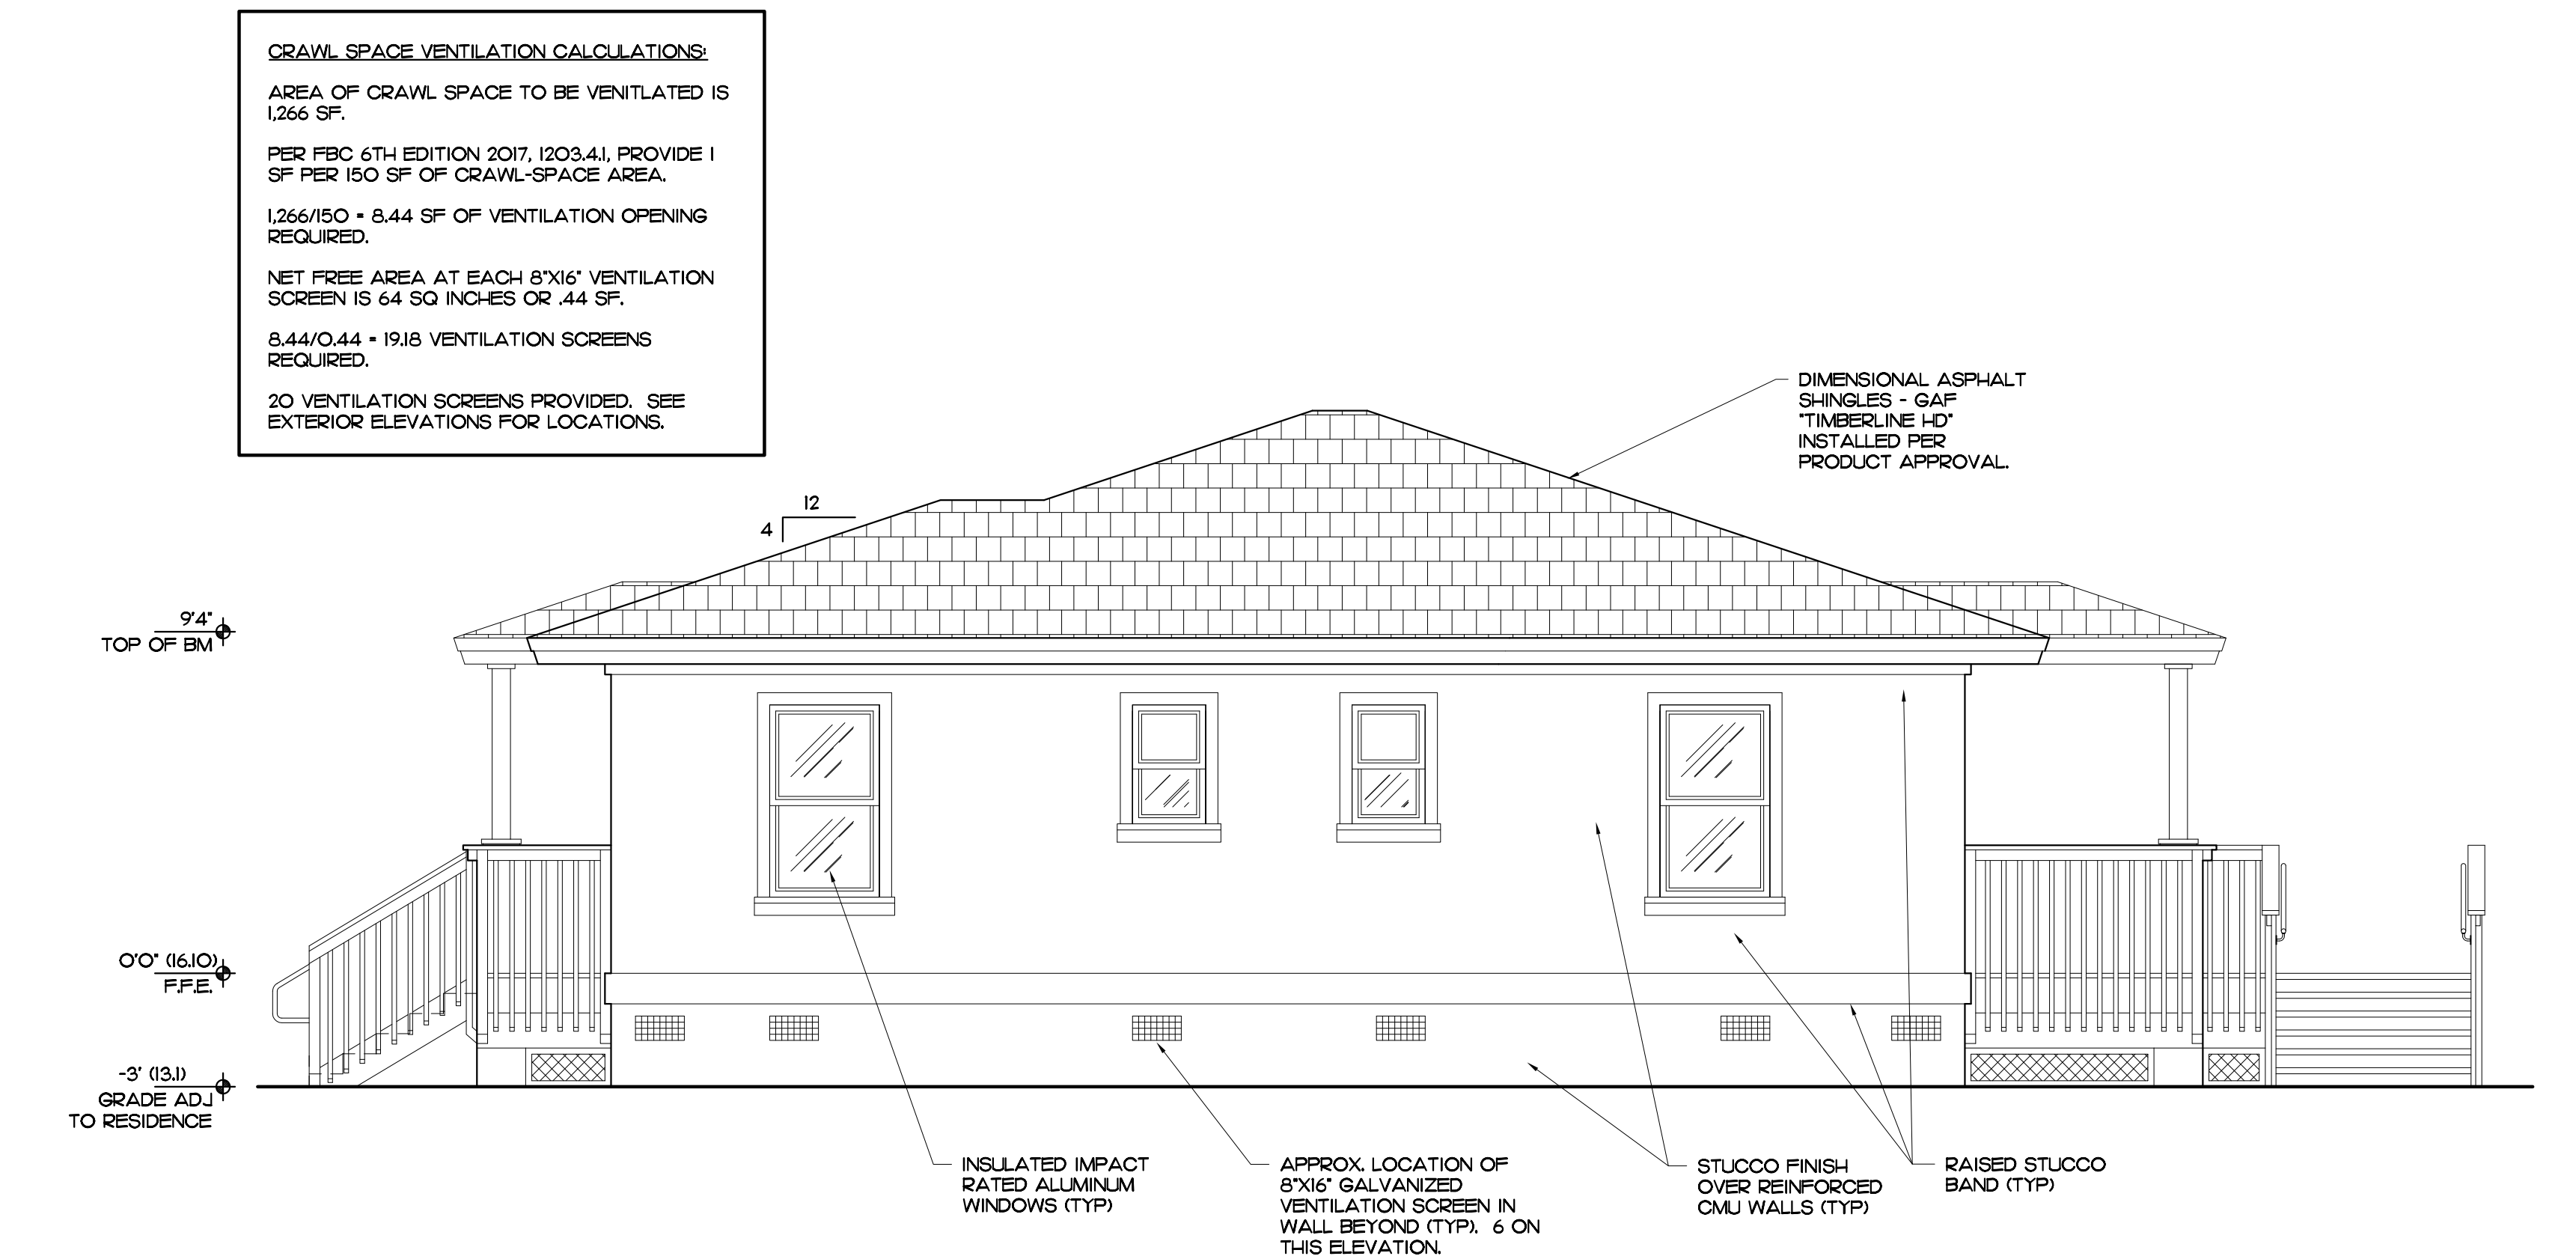 CRAWL SPACE VENTILATION CALCULATIONS:
AREA OF CRAWL SPACE TO BE VENITLATED IS
1,266 SF.
PER FBC 6TH EDITION 2017, 1203.4.1, PROVIDE 1
SF PER 150 SF OF CRAWL-SPACE AREA.
1,266/150 = 8.44 SF OF VENTILATION OPENING
REQUIRED.
NET FREE AREA AT EACH 8"X16" VENTILATION
SCREEN IS 64 SQ INCHES OR .44 SF.
8.44/0.44 = 19.18 VENTILATION SCREENS
REQUIRED.
20 VENTILATION SCREENS PROVIDED. SEE
EXTERIOR ELEVATIONS FOR LOCATIONS.
DIMENSIONAL ASPHALT
SHINGLES - GAF
"TIMBERLINE HD"
INSTALLED PER
PRODUCT APPROVAL.
12
4
9'4"
TOP OF BM
0'0" (16.10)
F.F.E.
-3' (13.1)
GRADE ADJ
TO RESIDENCE
INSULATED IMPACT
RATED ALUMINUM
WINDOWS (TYP)
APPROX. LOCATION OF
8"X16" GALVANIZED
VENTILATION SCREEN IN
WALL BEYOND (TYP). 6 ON
THIS ELEVATION.
STUCCO FINISH
OVER REINFORCED
CMU WALLS (TYP)
RAISED STUCCO
BAND (TYP)